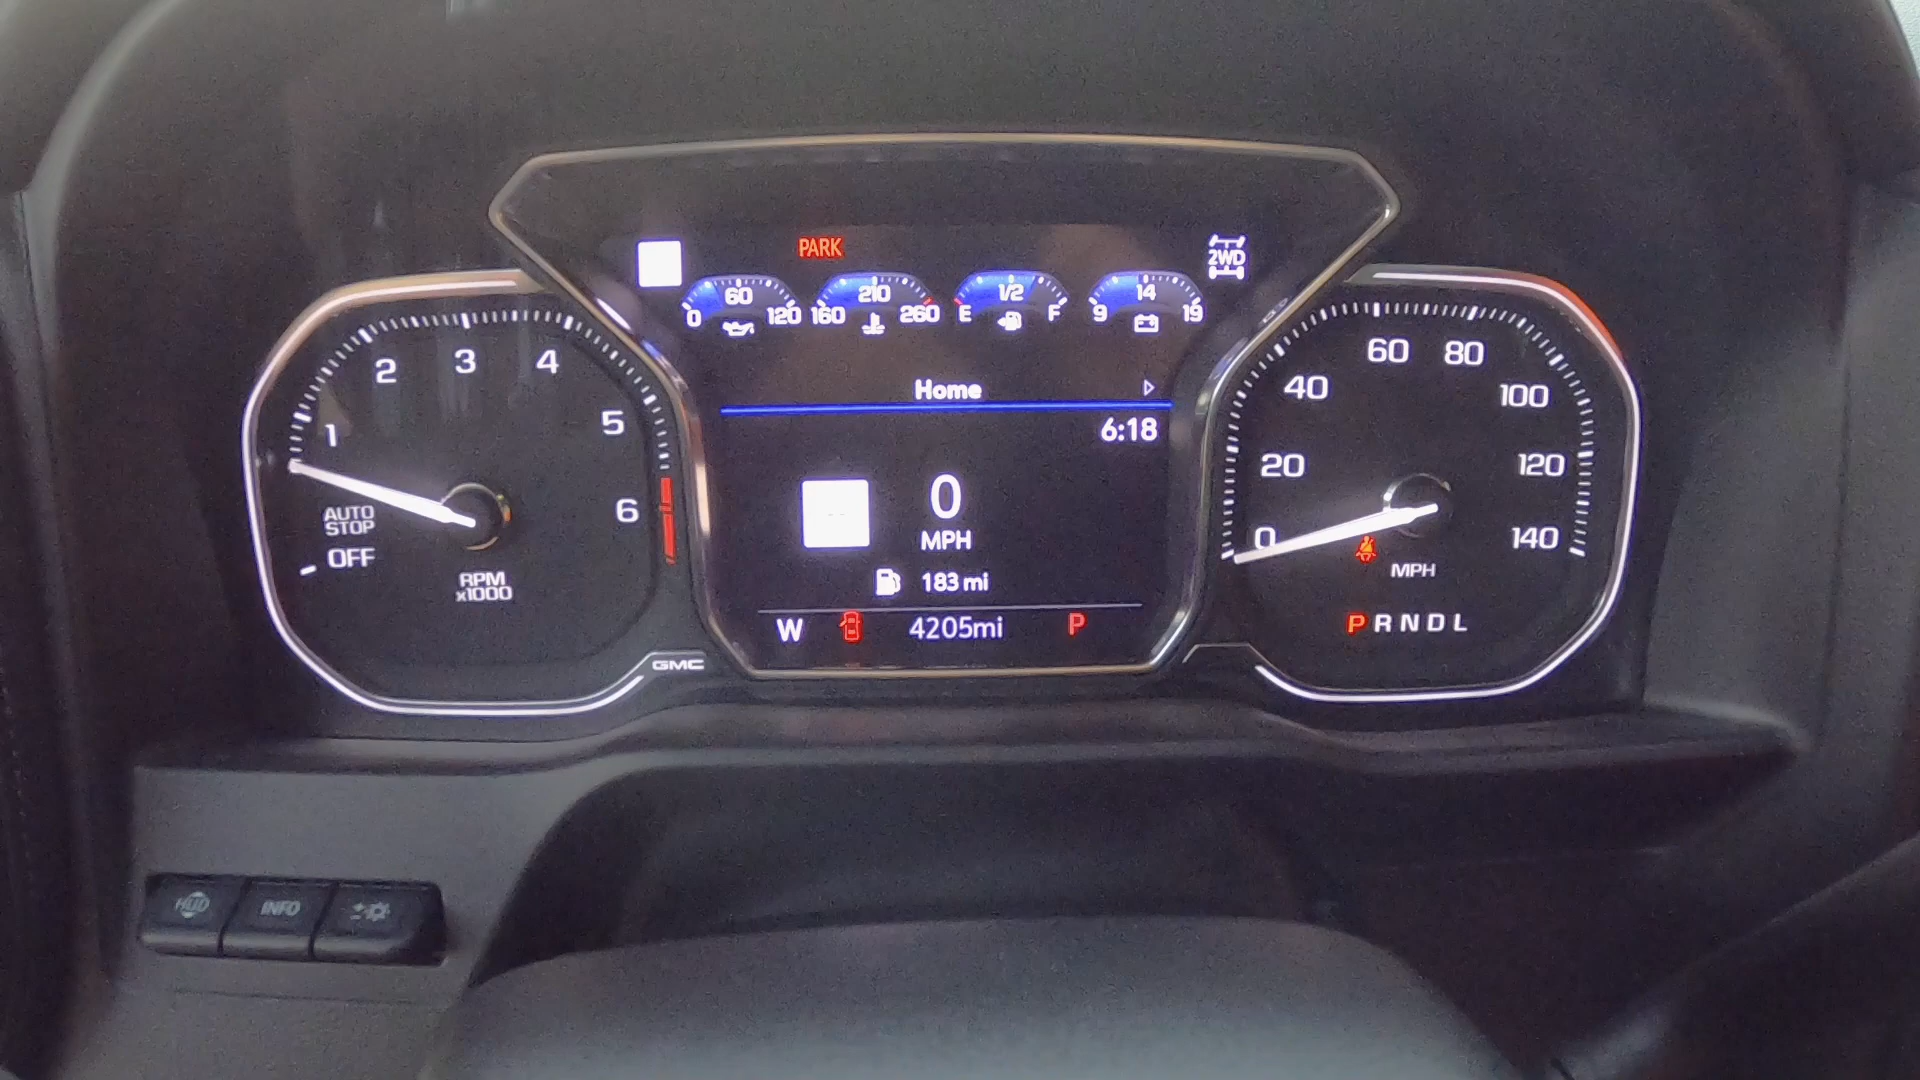 PARK
2WD
60
0 120
210
160 260
1/2
E F
14
9 19
Home
6:18
0
MPH
183 mi
W 4205mi P
1
2
3
4
5
6
AUTO
STOP
OFF
RPM
x1000
GMC
0
20
40
60
80
100
120
140
MPH
P R N D L
HUD
INFO